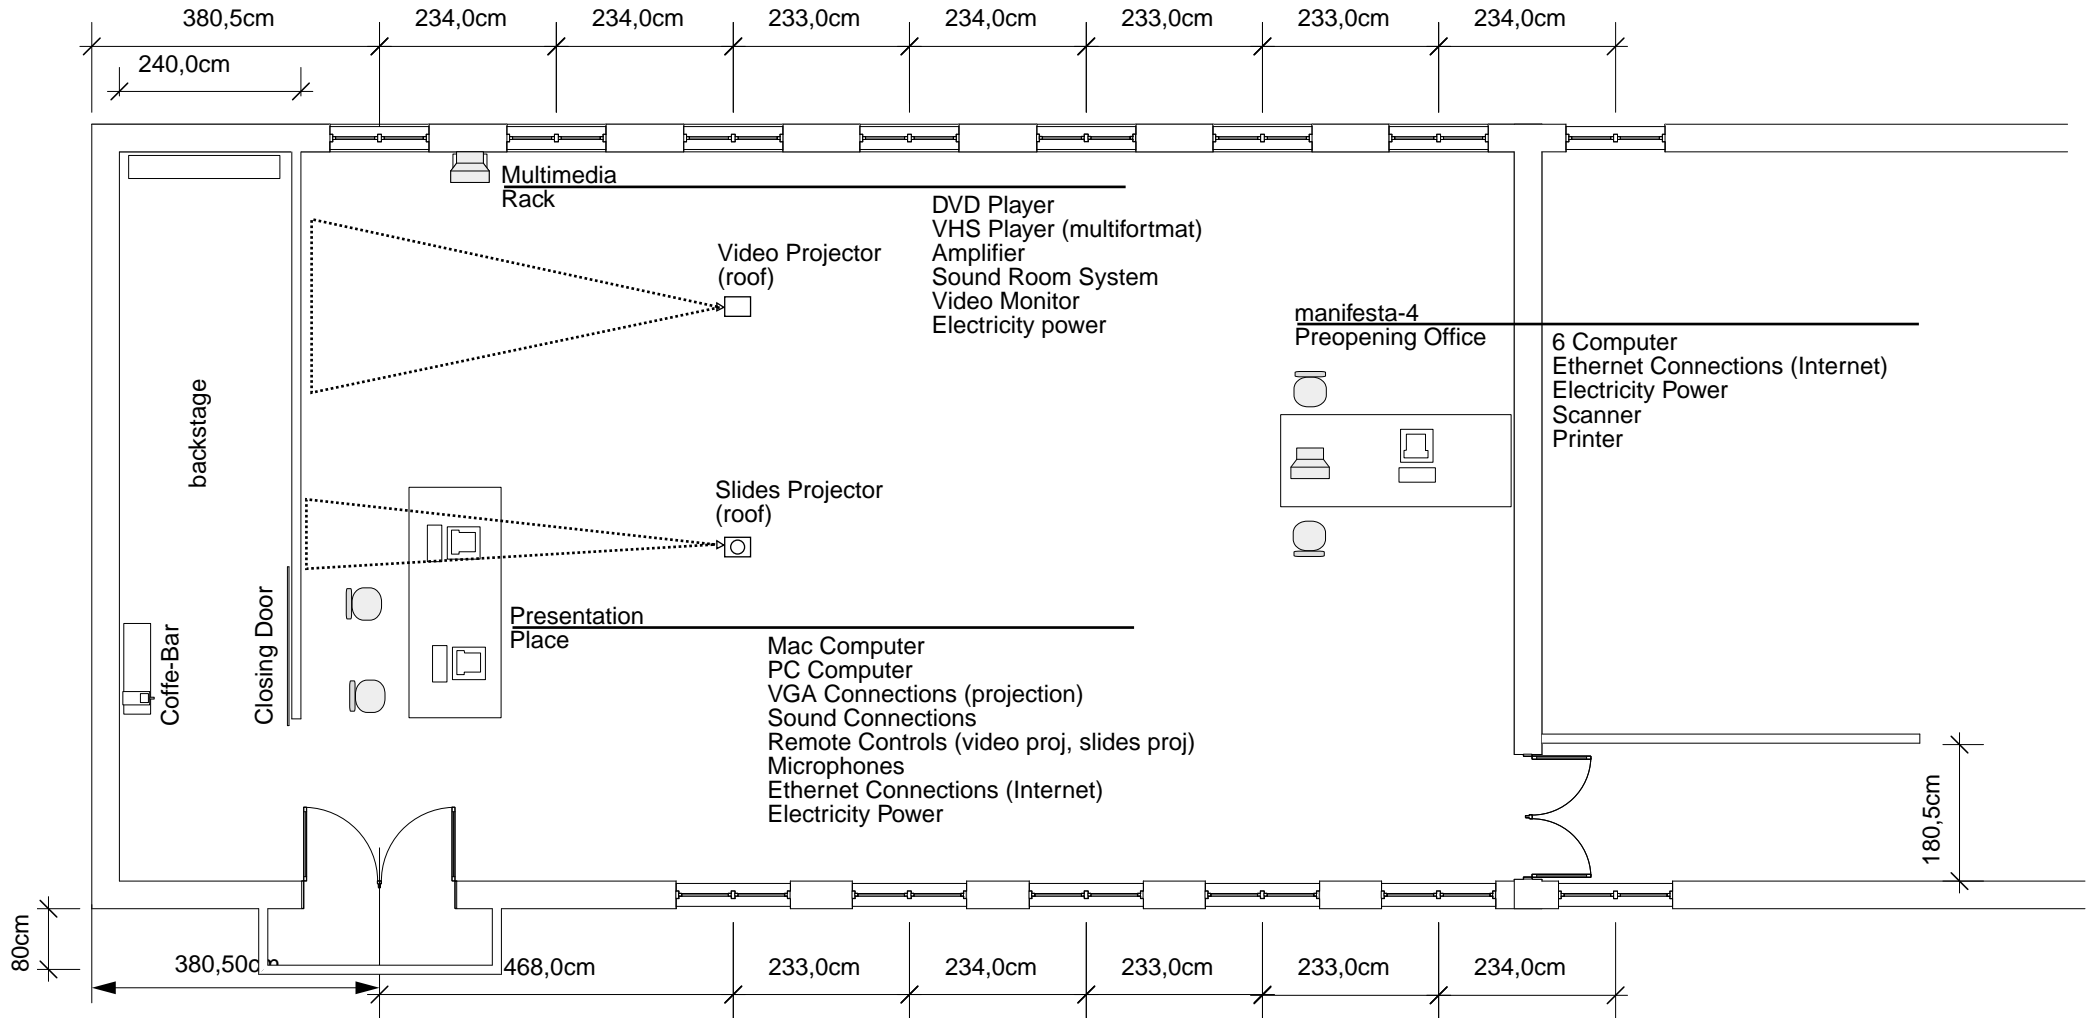 380,5cm
234,0cm
234,0cm
233,0cm
234,0cm
233,0cm
233,0cm
234,0cm
240,0cm
Multimedia
Rack
DVD Player
VHS Player (multifortmat)
Amplifier
Sound Room System
Video Monitor
Electricity power
Video Projector
(roof)
manifesta-4
Preopening Office
6 Computer
Ethernet Connections (Internet)
Electricity Power
Scanner
Printer
backstage
Slides Projector
(roof)
Coffe-Bar
Closing Door
Presentation
Place
Mac Computer
PC Computer
VGA Connections (projection)
Sound Connections
Remote Controls (video proj, slides proj)
Microphones
Ethernet Connections (Internet)
Electricity Power
180,5cm
80cm
380,50cm
468,0cm
233,0cm
234,0cm
233,0cm
233,0cm
234,0cm